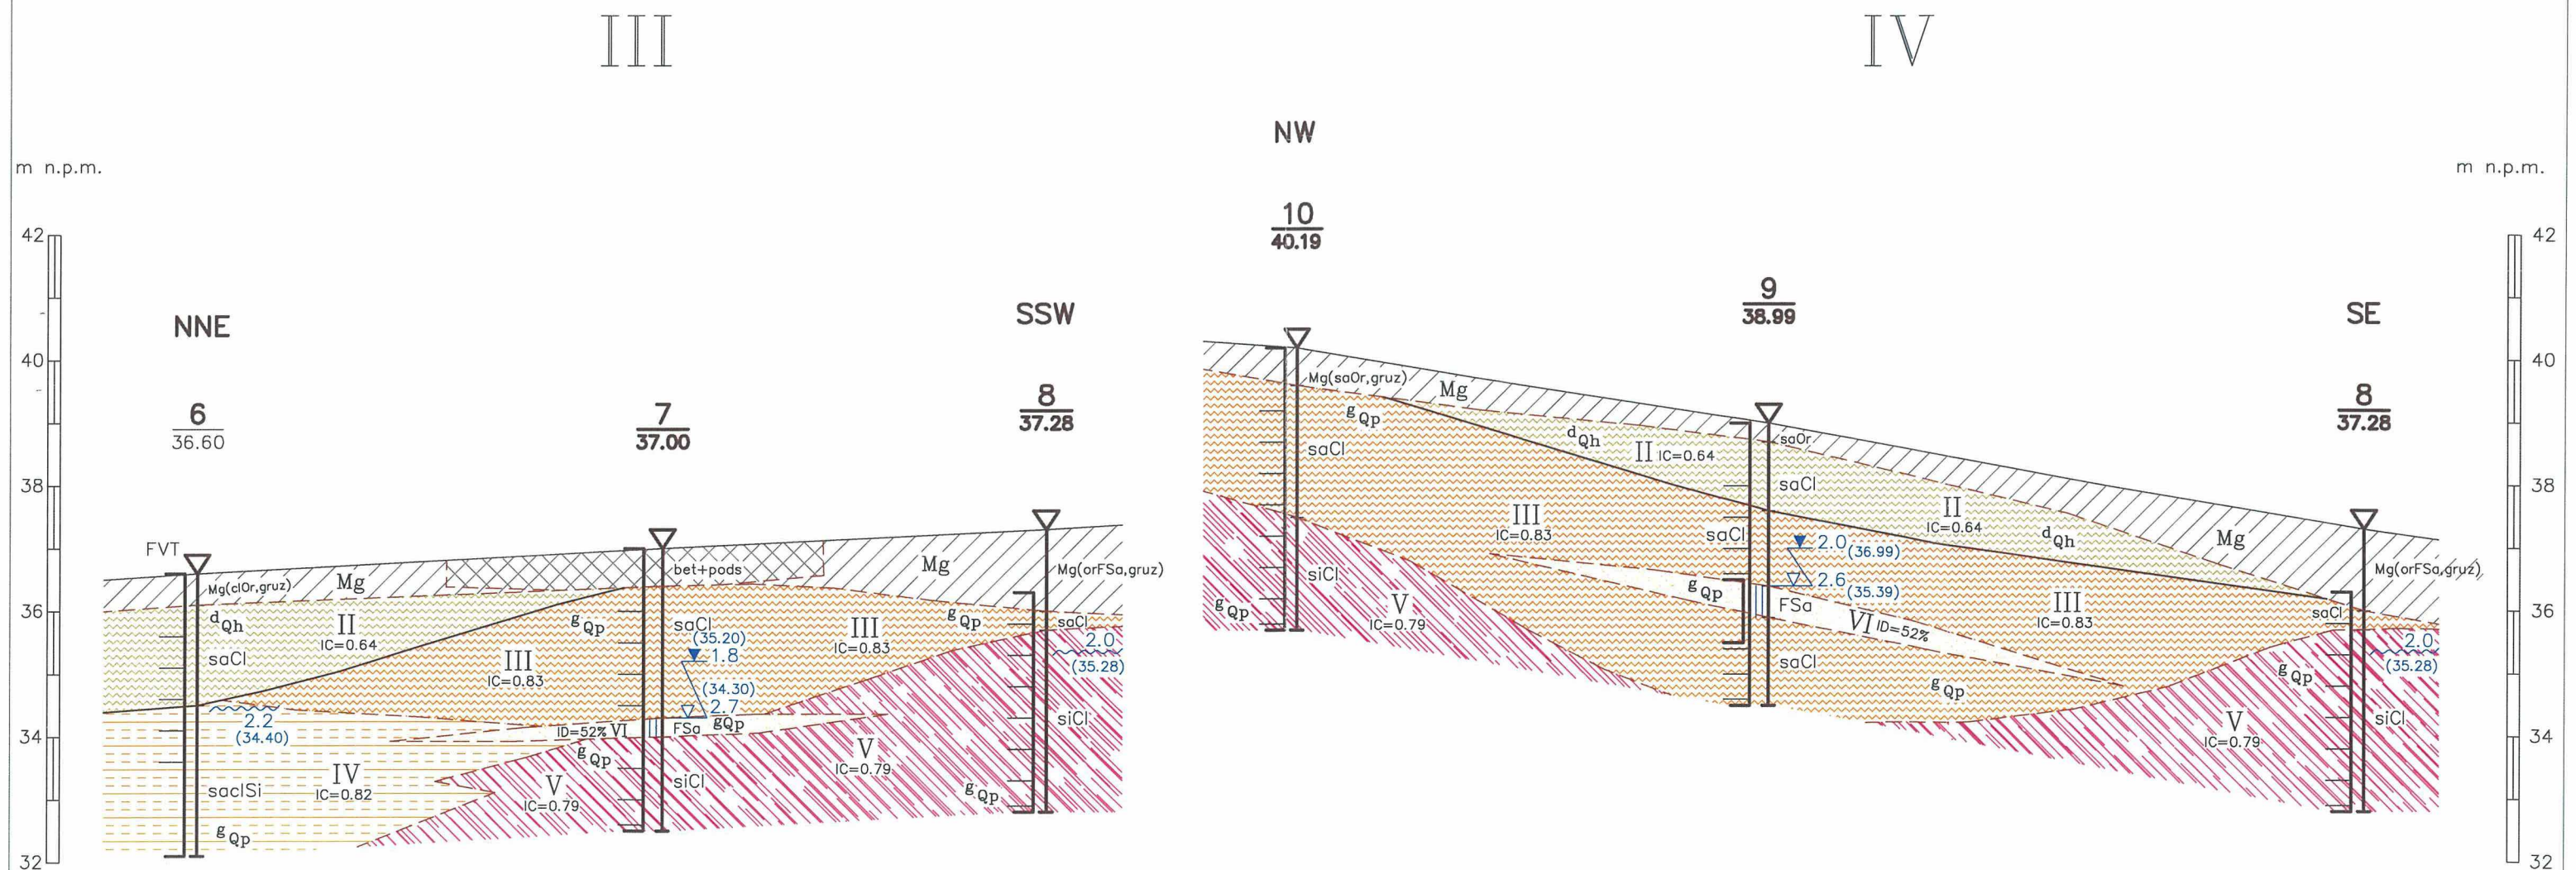 III
IV
m n.p.m.
NW
m n.p.m.
10
40.19
42
42
9
38.99
NNE
SSW
SE
40
40
6
36.60
7
37.00
8
37.28
8
37.28
Mg(saOr,gruz)
Mg
gQp
saCl
dQh
II IC=0.64
saOr
saCl
38
38
III
IC=0.83
saCl
II
IC=0.64
dQh
Mg
2.0
(36.99)
2.6
(35.39)
siCl
gQp
V
IC=0.79
gQp
FSa
VI ID=52%
III
IC=0.83
saCl
gQp
Mg(orFSa,gruz)
saCl
2.0
(35.28)
gQp
siCl
V
IC=0.79
FVT
Mg(clOr,gruz)
Mg
bet+pods
Mg
Mg(orFSa,gruz)
36
36
dQh
saCl
II
IC=0.64
gQp
III
IC=0.83
saCl
(35.20)
1.8
(34.30)
2.7
III
IC=0.83
gQp
saCl
2.0
(35.28)
siCl
2.2
(34.40)
34
34
ID=52% VI
FSa
gQp
gQp
IV
IC=0.82
saclSi
gQp
V
IC=0.79
siCl
V
IC=0.79
gQp
32
32